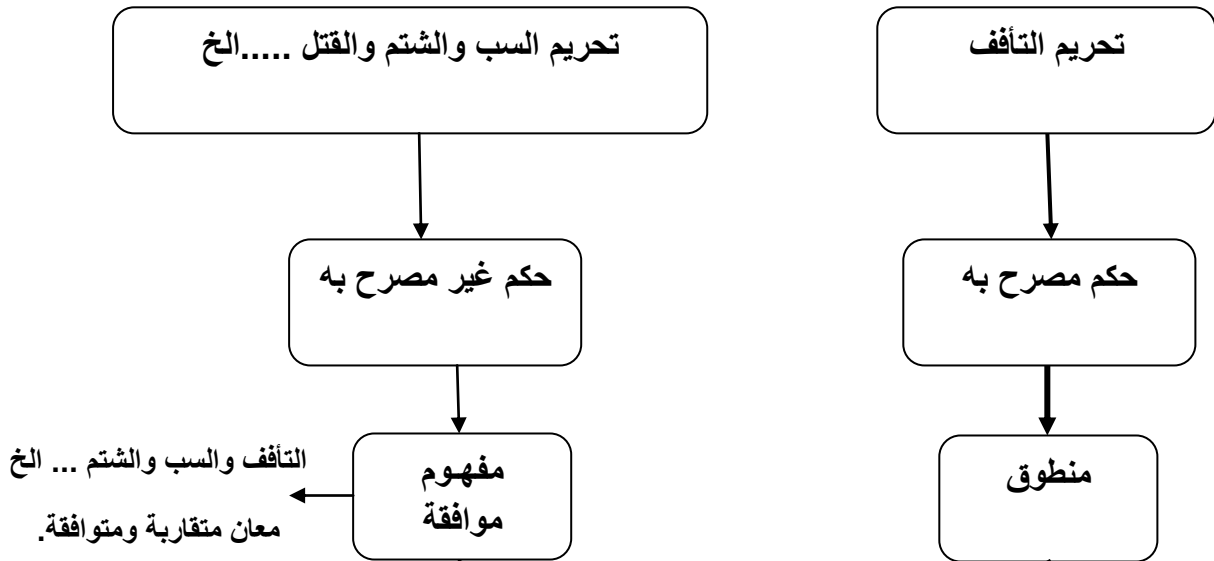 تحريم التأفف
تحريم السب والشتم والقتل .....الخ
حكم مصرح به
حكم غير مصرح به
منطوق
مفهوم
موافقة
التأفف والسب والشتم ... الخ
معان متقاربة ومتوافقة.